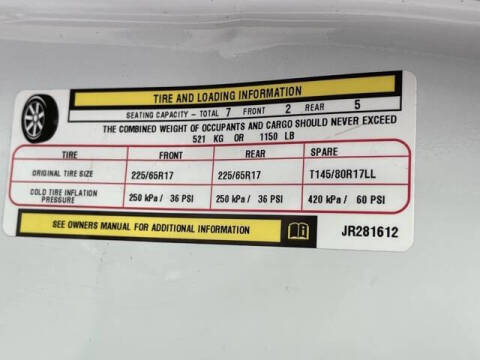 TIRE AND LOADING INFORMATION
SEATING CAPACITY - TOTAL 7 FRONT 2 REAR 5
THE COMBINED WEIGHT OF OCCUPANTS AND CARGO SHOULD NEVER EXCEED
521 KG OR 1150 LB
TIRE FRONT REAR SPARE
ORIGINAL TIRE SIZE 225/65R17 225/65R17 T145/80R17LL
COLD TIRE INFLATION
PRESSURE 250 kPa / 36 PSI 250 kPa / 36 PSI 420 kPa / 60 PSI
SEE OWNERS MANUAL FOR ADDITIONAL INFORMATION JR281612